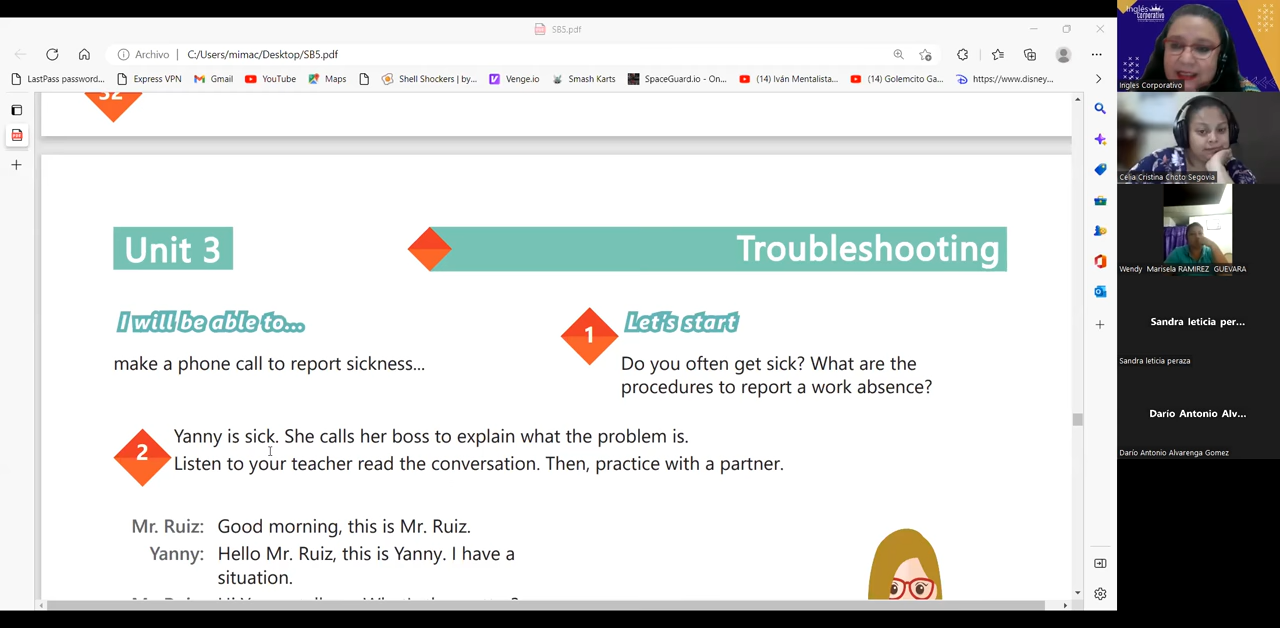 SB5.pdf
Archivo
C:/Users/mimac/Desktop/SB5.pdf
LastPass password...
Express VPN
Gmail
YouTube
Maps
Shell Shockers | by...
Venge.io
Smash Karts
SpaceGuard.io - On...
(14) Iván Mentalista...
(14) Golemcito Ga...
https://www.disney...
32
Unit 3
Troubleshooting
I will be able to...
make a phone call to report sickness...
1
Let's start
Do you often get sick? What are the
procedures to report a work absence?
2
Yanny is sick. She calls her boss to explain what the problem is.
Listen to your teacher read the conversation. Then, practice with a partner.
Mr. Ruiz: Good morning, this is Mr. Ruiz.
Yanny: Hello Mr. Ruiz, this is Yanny. I have a
situation.
Inglés
Corporativo
Ingles Corporativo
Celia Cristina Choto Segovia
Wendy Marisela RAMIREZ GUEVARA
Sandra leticia per...
Sandra leticia peraza
Darío Antonio Alv...
Darío Antonio Alvarenga Gomez